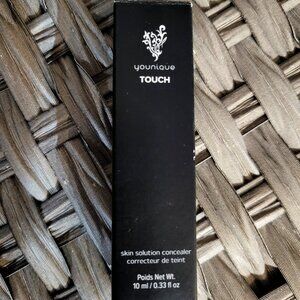 younique
TOUCH
skin solution concealer
correcteur de teint
Poids Net Wt.
10 ml / 0.33 fl oz